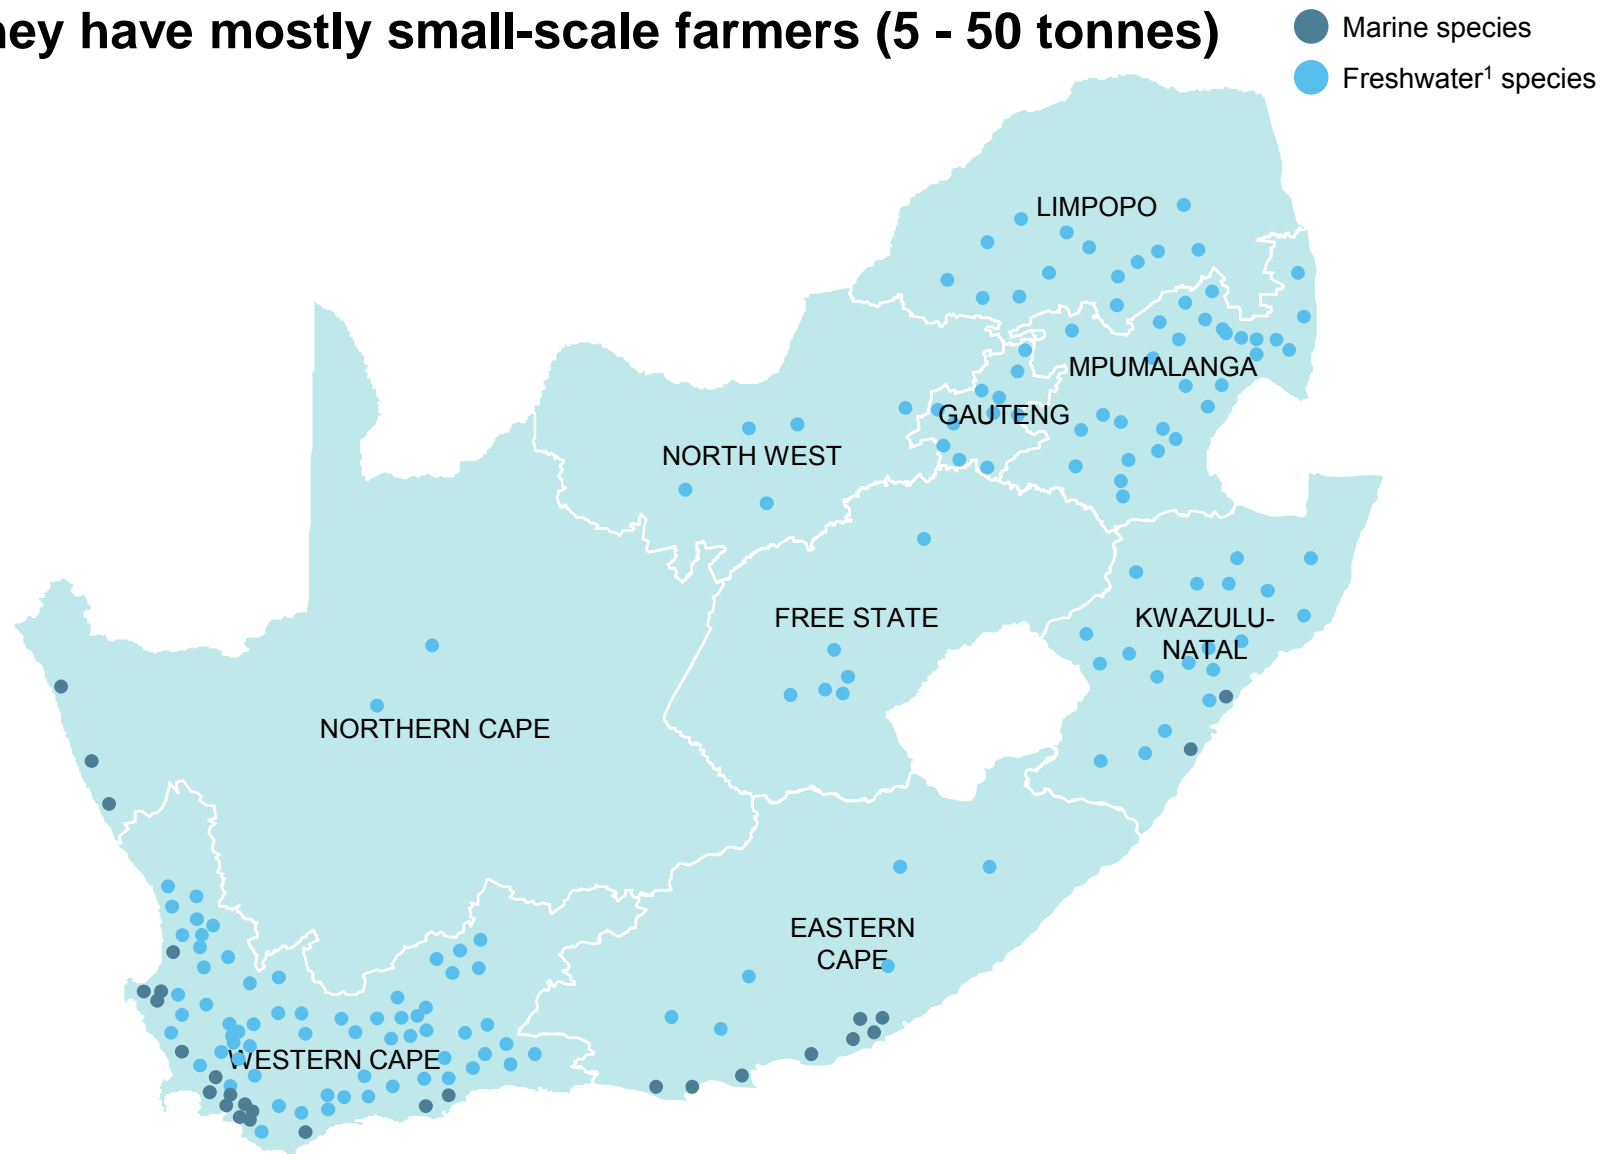 ey have mostly small-scale farmers (5 - 50 tonnes)
Marine species
Freshwater¹ species
LIMPOPO
MPUMALANGA
GAUTENG
NORTH WEST
FREE STATE
KWAZULU-
NATAL
NORTHERN CAPE
EASTERN
CAPE
WESTERN CAPE